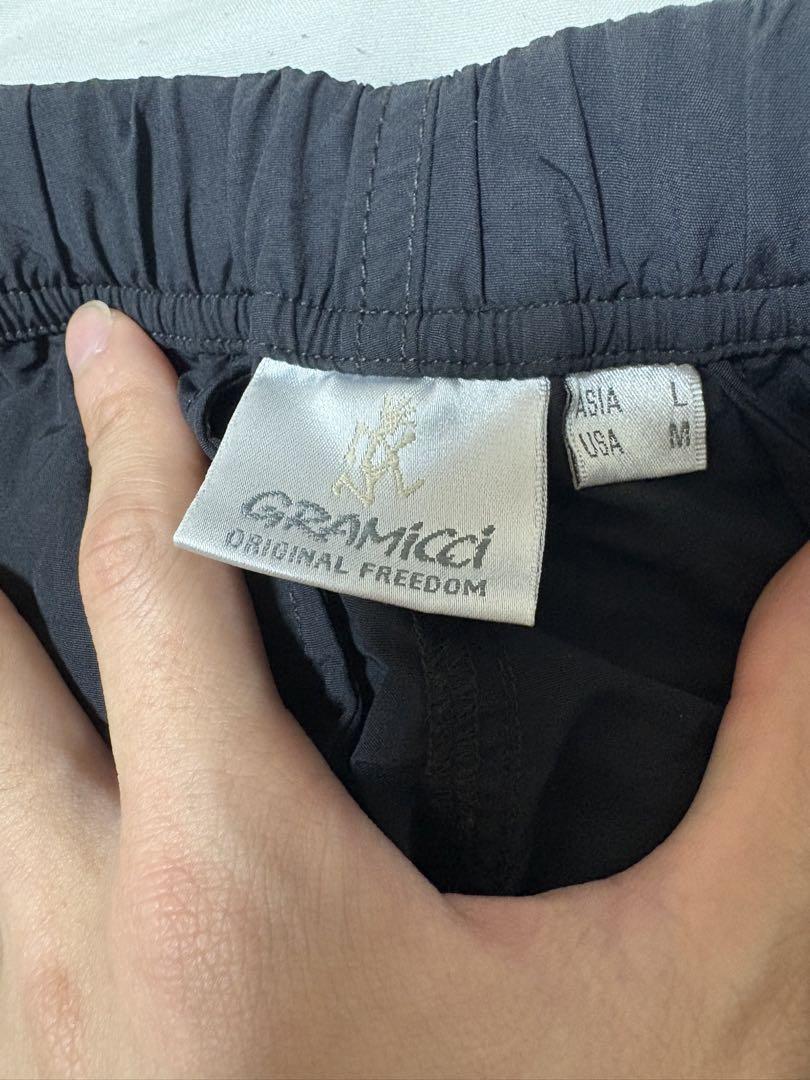 GRAMiCCi
ORIGINAL FREEDOM
ASIA L
USA M